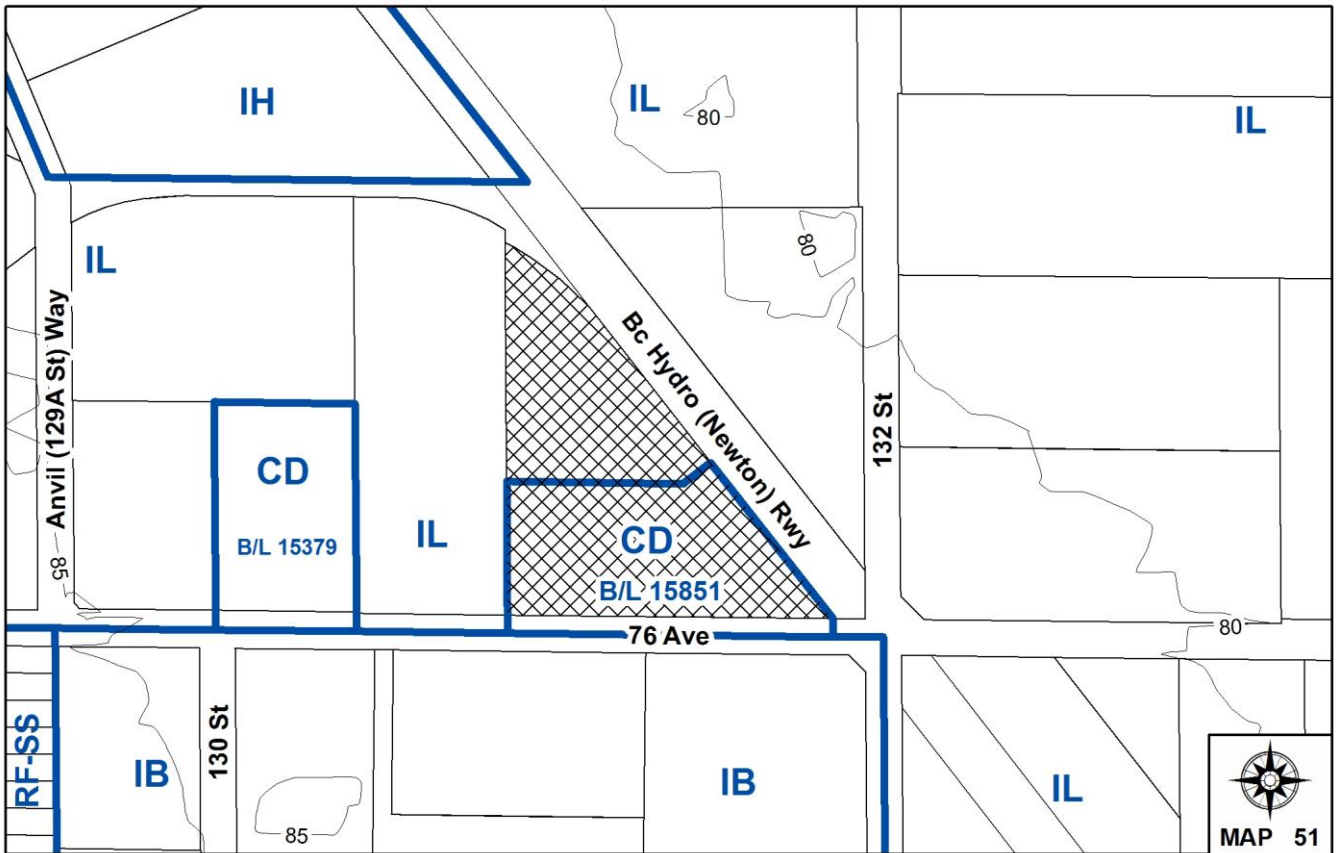 IH
IL
80
IL
IL
80
Bc Hydro (Newton) Rwy
Anvil (129A St) Way
132 St
CD
B/L 15379
IL
CD
B/L 15851
85
76 Ave
80
RF-SS
IB
130 St
85
IB
IL
MAP 51